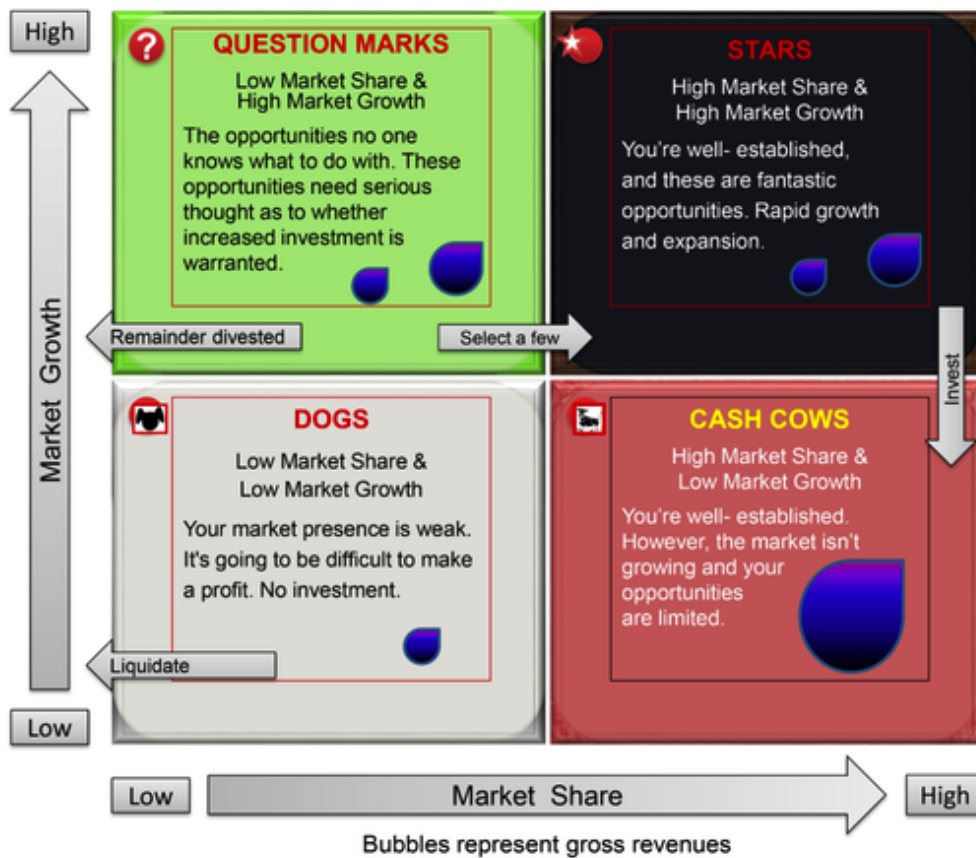 High
?
QUESTION MARKS
Low Market Share &
High Market Growth
The opportunities no one
knows what to do with. These
opportunities need serious
thought as to whether
increased investment is
warranted.
STARS
High Market Share &
High Market Growth
You're well- established,
and these are fantastic
opportunities. Rapid growth
and expansion.
Remainder divested
Select a few
Invest
Market Growth
DOGS
Low Market Share &
Low Market Growth
Your market presence is weak.
It's going to be difficult to make
a profit. No investment.
Liquidate
CASH COWS
High Market Share &
Low Market Growth
You're well- established.
However, the market isn't
growing and your
opportunities
are limited.
Low
Low
Market Share
High
Bubbles represent gross revenues